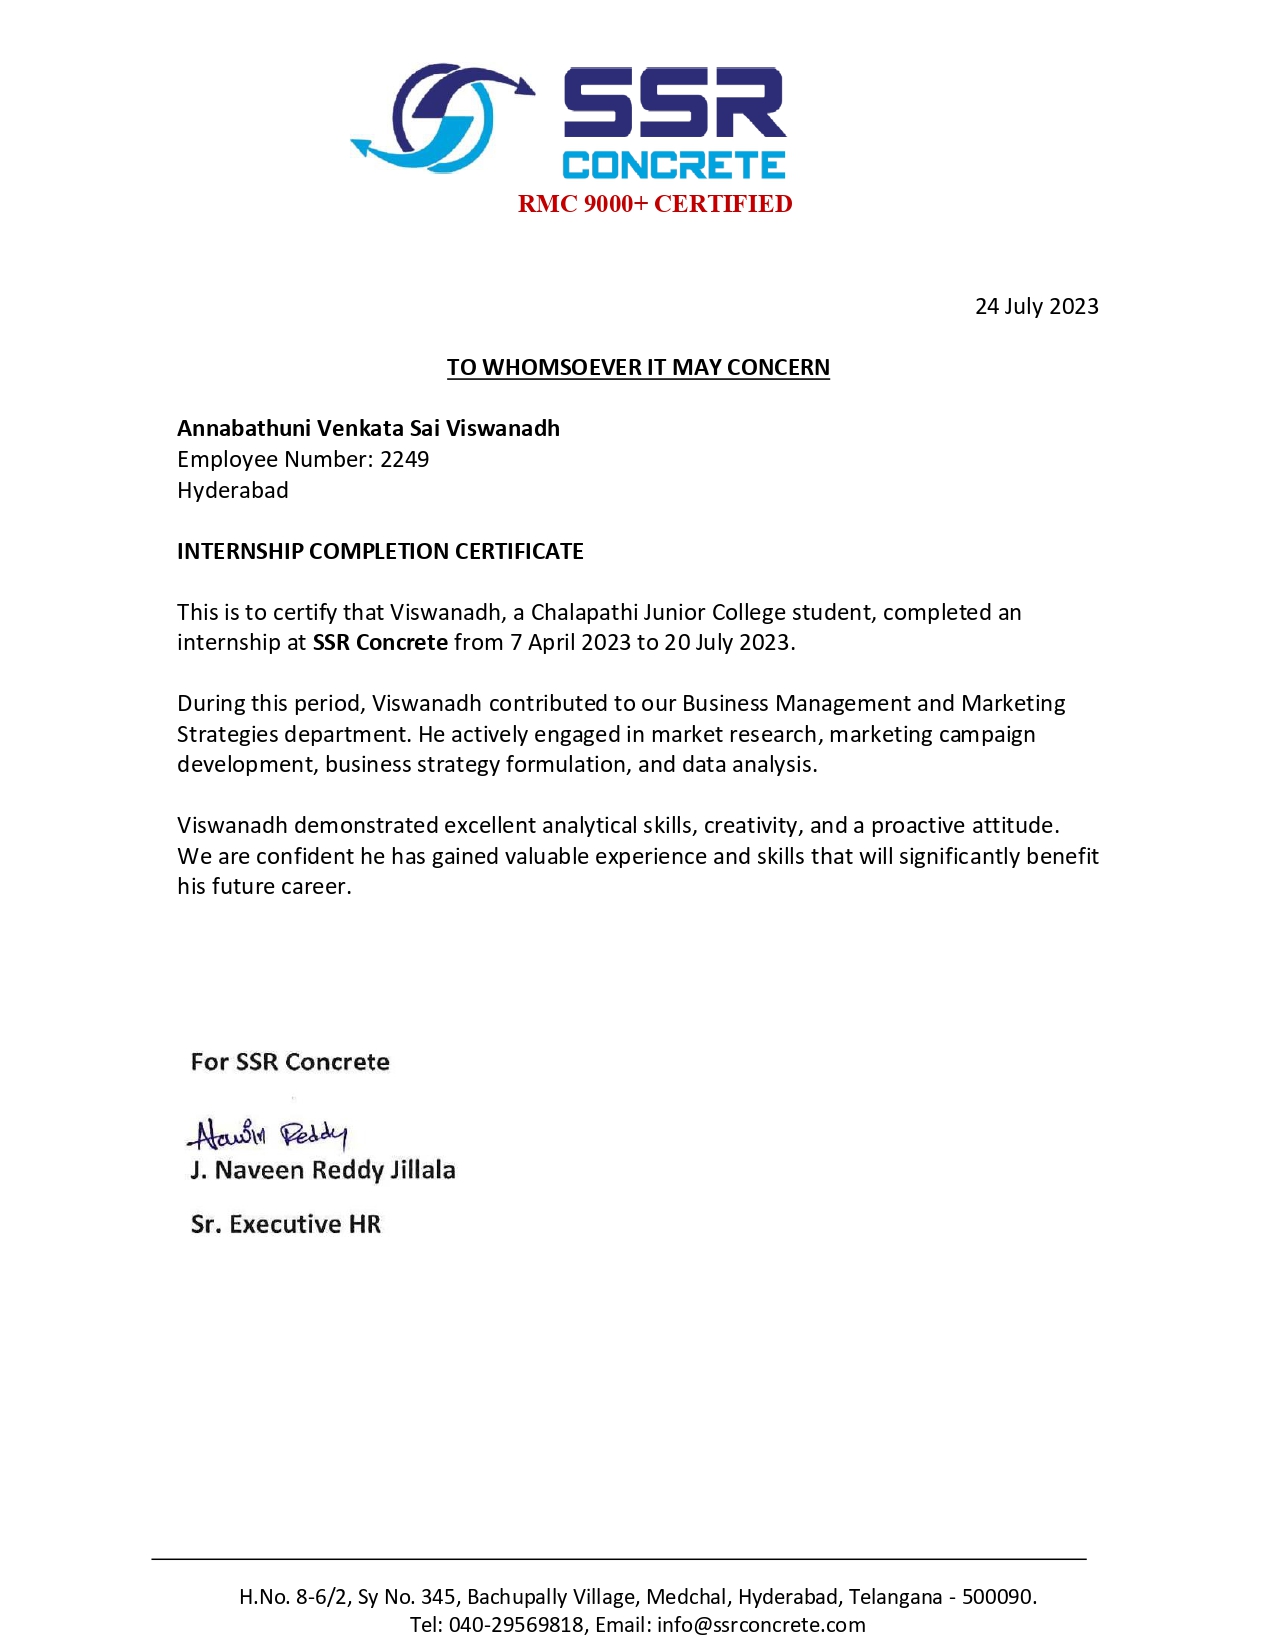 SSR
CONCRETE
RMC 9000+ CERTIFIED
24 July 2023
TO WHOMSOEVER IT MAY CONCERN
Annabathuni Venkata Sai Viswanadh
Employee Number: 2249
Hyderabad
INTERNSHIP COMPLETION CERTIFICATE
This is to certify that Viswanadh, a Chalapathi Junior College student, completed an
internship at SSR Concrete from 7 April 2023 to 20 July 2023.
During this period, Viswanadh contributed to our Business Management and Marketing
Strategies department. He actively engaged in market research, marketing campaign
development, business strategy formulation, and data analysis.
Viswanadh demonstrated excellent analytical skills, creativity, and a proactive attitude.
We are confident he has gained valuable experience and skills that will significantly benefit
his future career.
For SSR Concrete
Reddy
J. Naveen Reddy Jillala
Sr. Executive HR
H.No. 8-6/2, Sy No. 345, Bachupally Village, Medchal, Hyderabad, Telangana - 500090.
Tel: 040-29569818, Email: info@ssrconcrete.com